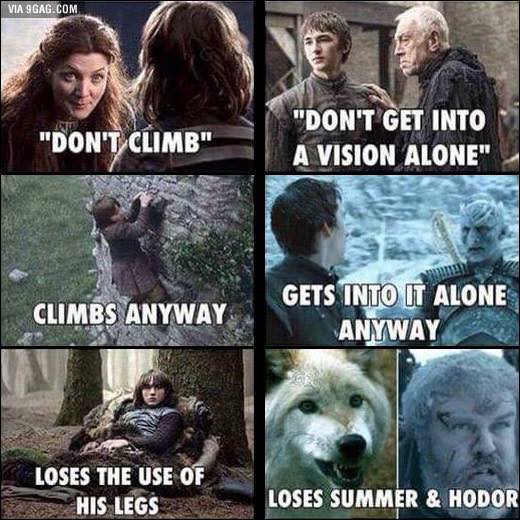 VIA 9GAG.COM
"DON'T CLIMB"
CLIMBS ANYWAY
LOSES THE USE OF
HIS LEGS
"DON'T GET INTO
A VISION ALONE"
GETS INTO IT ALONE
ANYWAY
LOSES SUMMER & HODOR